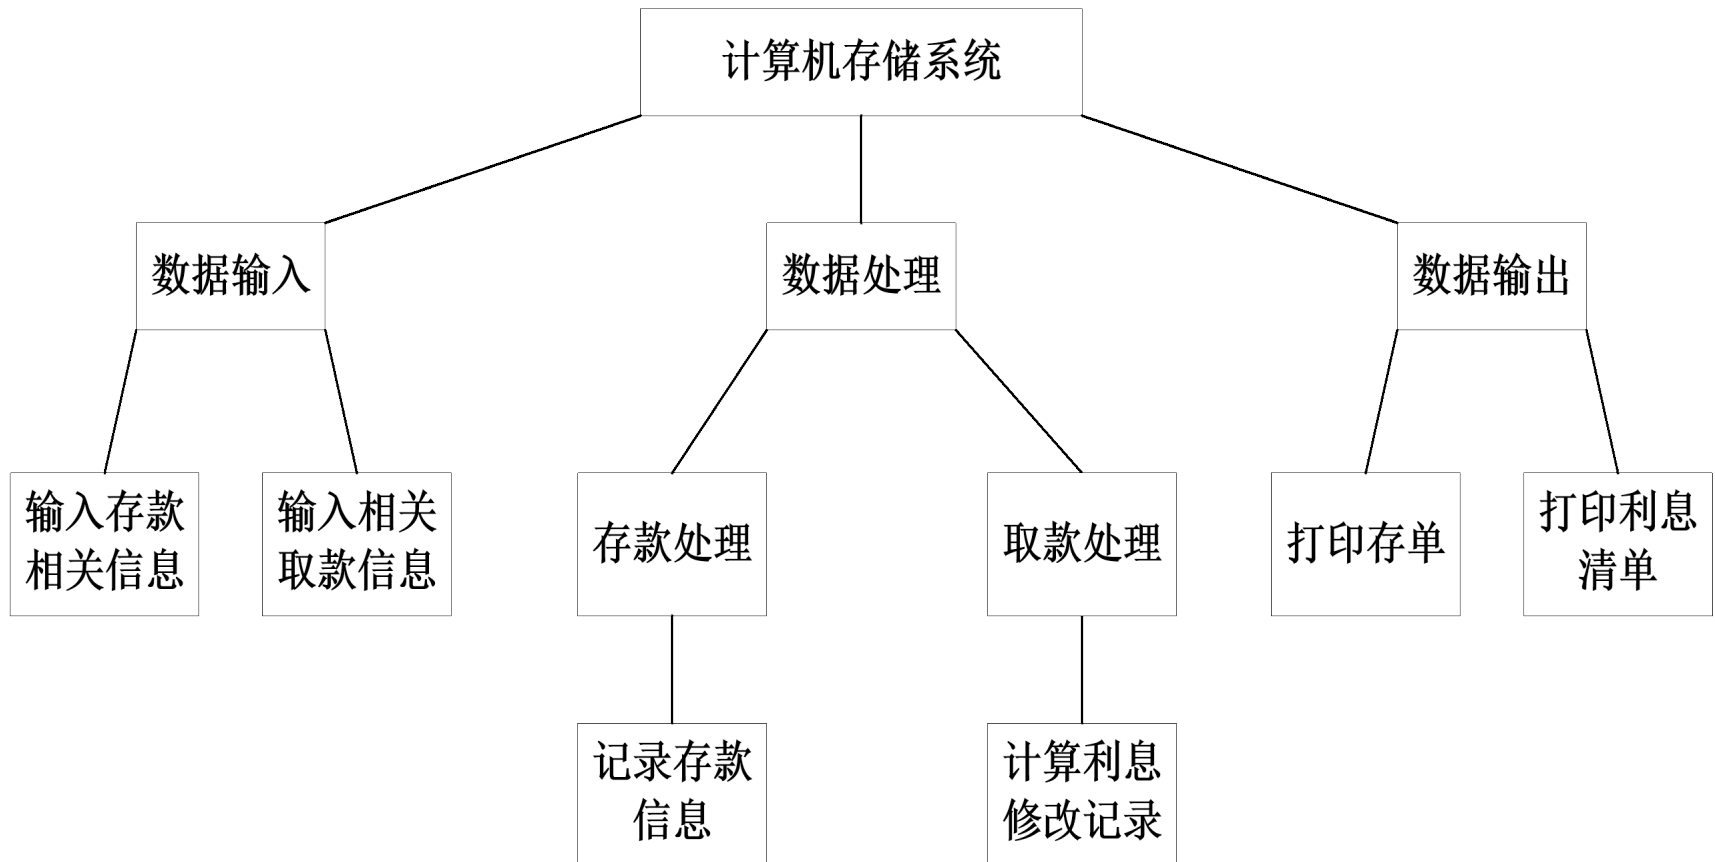 计算机存储系统
数据输入
数据处理
数据输出
输入存款
相关信息
输入相关
取款信息
存款处理
取款处理
打印存单
打印利息
清单
记录存款
信息
计算利息
修改记录